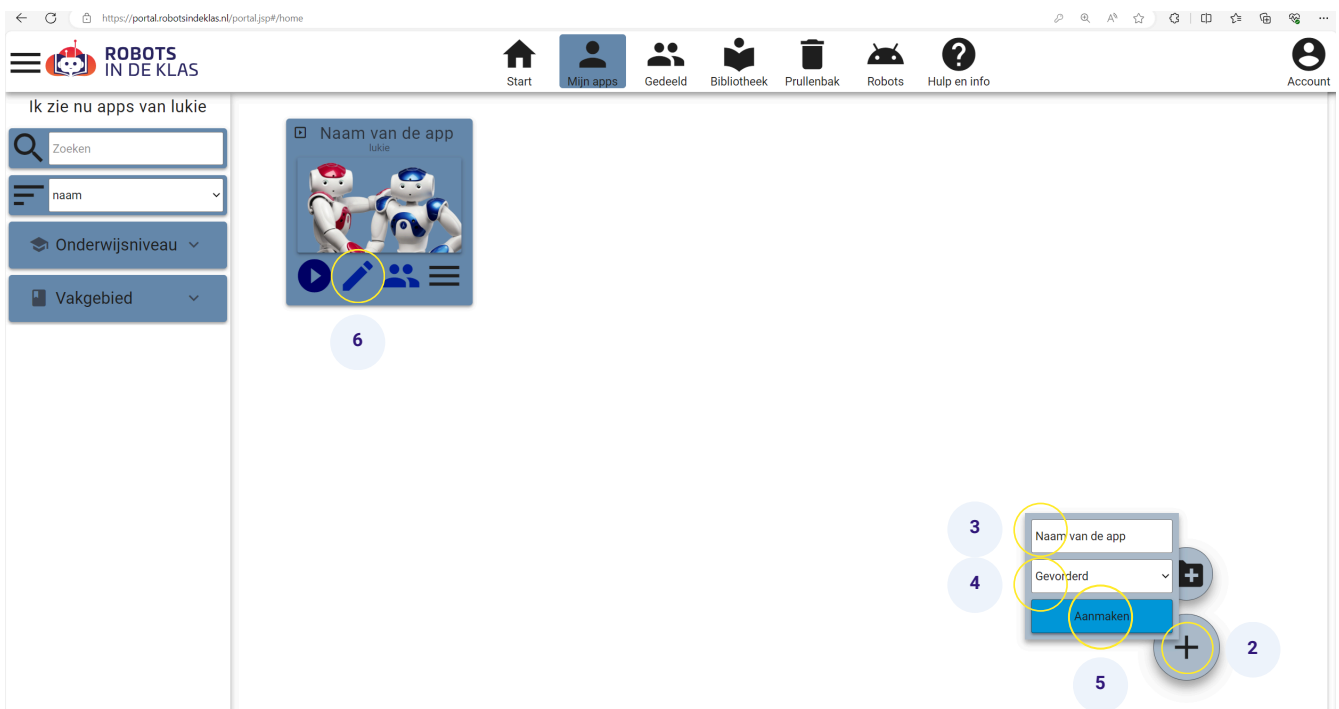 https://portal.robotsindeklas.nl/portal.jsp#/home
ROBOTS
IN DE KLAS
Start
Mijn apps
Gedeeld
Bibliotheek
Prullenbak
Robots
Hulp en info
Account
Ik zie nu apps van lukie
Zoeken
naam
Onderwijsniveau
Vakgebied
Naam van de app
lukie
6
3
Naam van de app
4
Gevorderd
Aanmaken
2
5